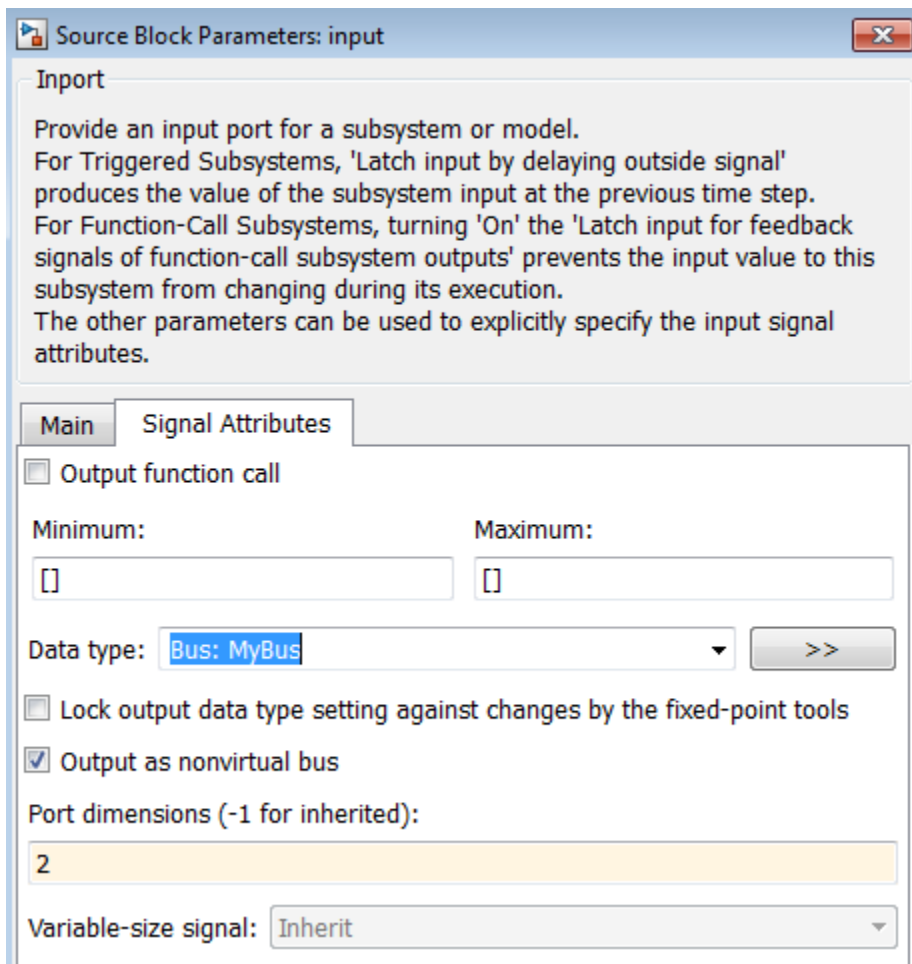 Source Block Parameters: input
Inport
Provide an input port for a subsystem or model.
For Triggered Subsystems, 'Latch input by delaying outside signal'
produces the value of the subsystem input at the previous time step.
For Function-Call Subsystems, turning 'On' the 'Latch input for feedback
signals of function-call subsystem outputs' prevents the input value to this
subsystem from changing during its execution.
The other parameters can be used to explicitly specify the input signal
attributes.
Main Signal Attributes
Output function call
Minimum: Maximum:
[] []
Data type: Bus: MyBus >>
Lock output data type setting against changes by the fixed-point tools
Output as nonvirtual bus
Port dimensions (-1 for inherited):
2
Variable-size signal: Inherit